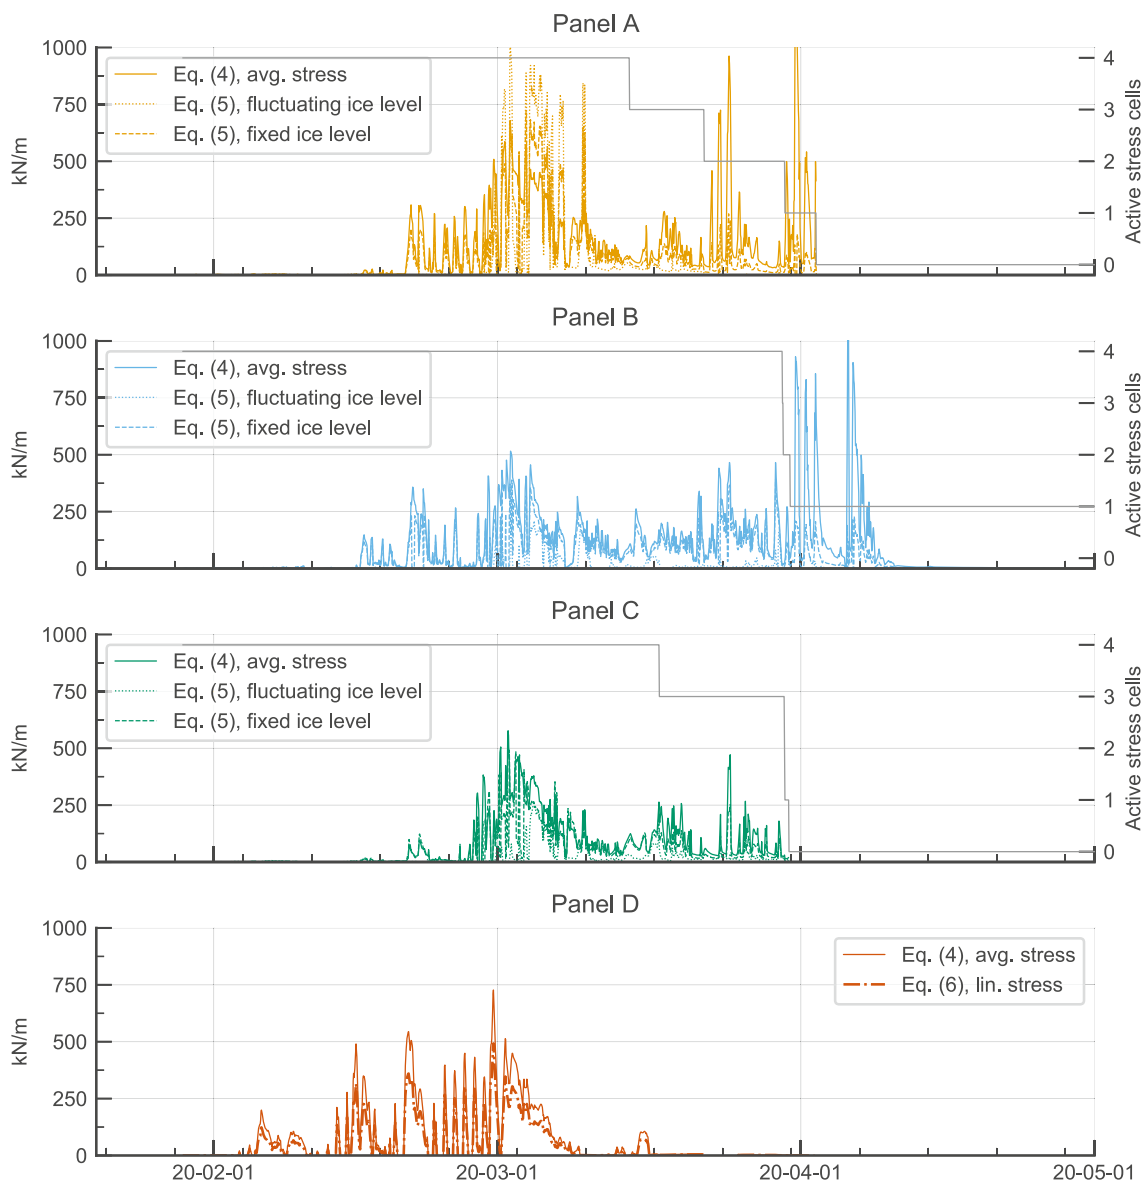 Panel A
1000
750
500
250
0
kN/m
Eq. (4), avg. stress
Eq. (5), fluctuating ice level
Eq. (5), fixed ice level
4
3
2
1
0
Active stress cells
Panel B
1000
750
500
250
0
kN/m
Eq. (4), avg. stress
Eq. (5), fluctuating ice level
Eq. (5), fixed ice level
4
3
2
1
0
Active stress cells
Panel C
1000
750
500
250
0
kN/m
Eq. (4), avg. stress
Eq. (5), fluctuating ice level
Eq. (5), fixed ice level
4
3
2
1
0
Active stress cells
Panel D
1000
750
500
250
0
kN/m
Eq. (4), avg. stress
Eq. (6), lin. stress
20-02-01
20-03-01
20-04-01
20-05-01